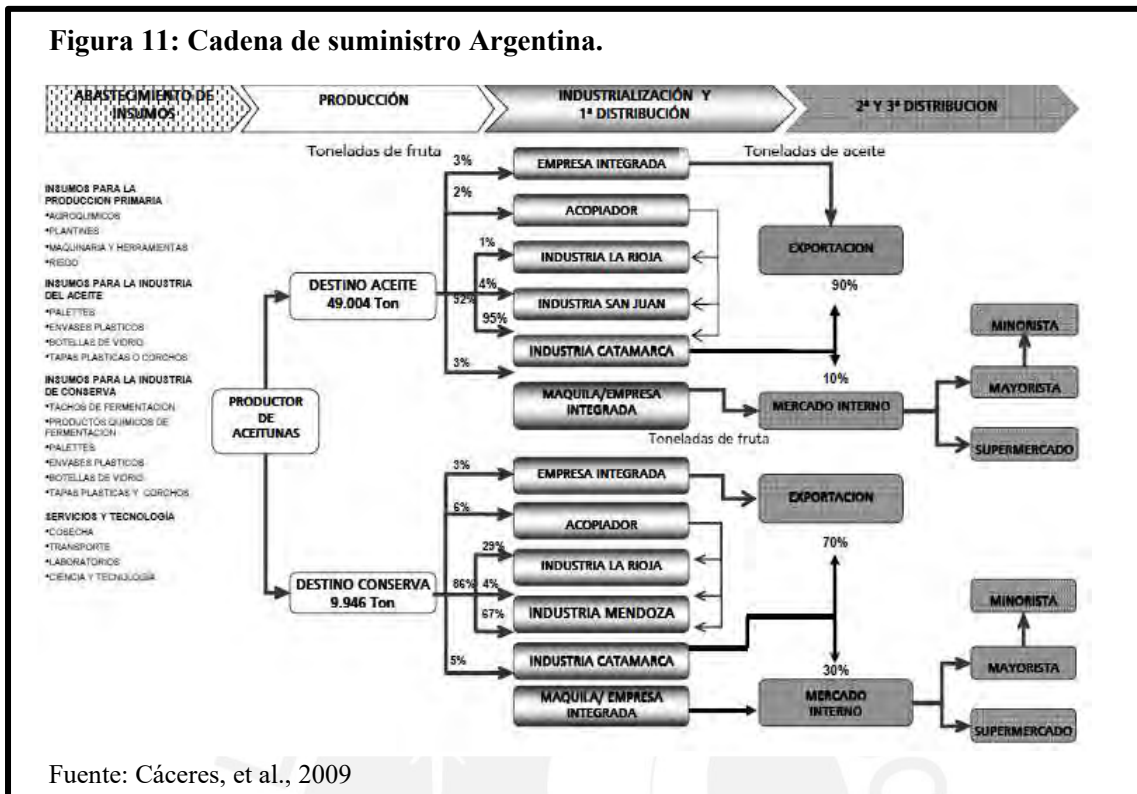 Figura 11: Cadena de suministro Argentina.
ABASTECIMIENTO DE
INSUMOS
PRODUCCIÓN
INDUSTRIALIZACIÓN Y
1ª DISTRIBUCIÓN
2ª Y 3ª DISTRIBUCION
Toneladas de fruta
Toneladas de aceite
INSUMOS PARA LA
PRODUCCION PRIMARIA
•AGROQUIMICOS
•PLANTINES
•MAQUINARIA Y HERRAMIENTAS
•RIEGO
INSUMOS PARA LA INDUSTRIA
DEL ACEITE
•PALETTES
•ENVASES PLASTICOS
•BOTELLAS DE VIDRIO
•TAPAS PLASTICAS O CORCHOS
INSUMOS PARA LA INDUSTRIA
DE CONSERVA
•TACHOS DE FERMENTACION
•PRODUCTOS QUIMICOS DE
FERMENTACION
•PALETTES
•ENVASES PLASTICOS
•BOTELLAS DE VIDRIO
•TAPAS PLASTICAS Y CORCHOS
SERVICIOS Y TECNOLOGÍA
•COSECHA
•TRANSPORTE
•LABORATORIOS
•CIENCIA Y TECNOLOGÍA
PRODUCTOR
DE
ACEITUNAS
DESTINO ACEITE
49.004 Ton
3%
2%
1%
4%
52%
95%
3%
EMPRESA INTEGRADA
ACOPIADOR
INDUSTRIA LA RIOJA
INDUSTRIA SAN JUAN
INDUSTRIA CATAMARCA
MAQUILA/EMPRESA
INTEGRADA
EXPORTACION
90%
10%
MERCADO INTERNO
MINORISTA
MAYORISTA
SUPERMERCADO
Toneladas de fruta
DESTINO CONSERVA
9.946 Ton
3%
6%
29%
86%
4%
67%
5%
EMPRESA INTEGRADA
ACOPIADOR
INDUSTRIA LA RIOJA
INDUSTRIA MENDOZA
INDUSTRIA CATAMARCA
MAQUILA/ EMPRESA
INTEGRADA
EXPORTACION
70%
30%
MERCADO
INTERNO
MINORISTA
MAYORISTA
SUPERMERCADO
Fuente: Cáceres, et al., 2009